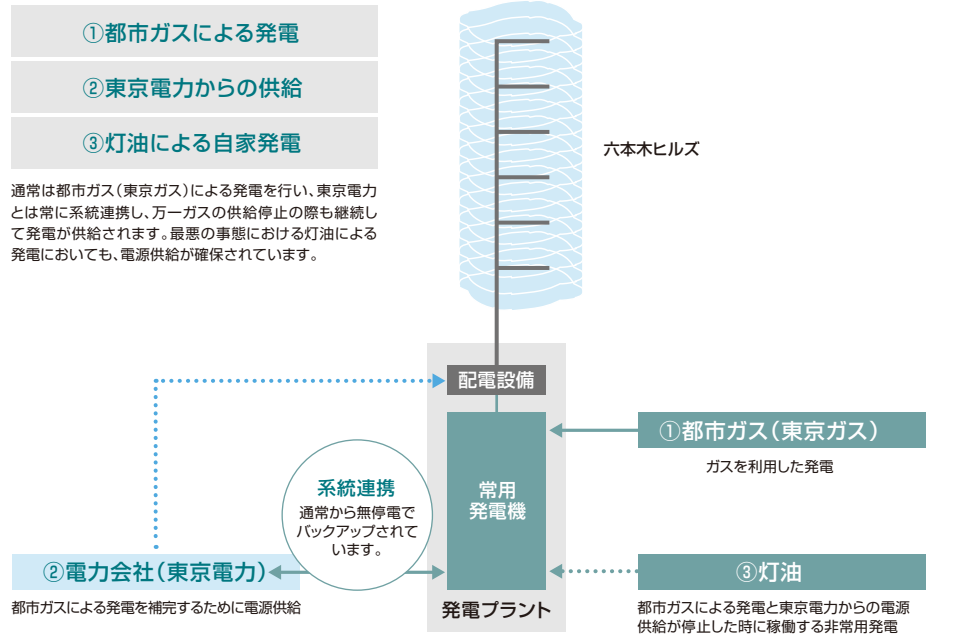 ①都市ガスによる発電
②東京電力からの供給
③灯油による自家発電
通常は都市ガス（東京ガス）による発電を行い、東京電力
とは常に系統連携し、万一ガスの供給停止の際も継続し
て発電が供給されます。最悪の事態における灯油による
発電においても、電源供給が確保されています。
六本木ヒルズ
配電設備
①都市ガス（東京ガス）
ガスを利用した発電
系統連携
通常から無停電で
バックアップされて
います。
常用
発電機
②電力会社（東京電力）
都市ガスによる発電を補完するために電源供給
発電プラント
③灯油
都市ガスによる発電と東京電力からの電源
供給が停止した時に稼働する非常用発電